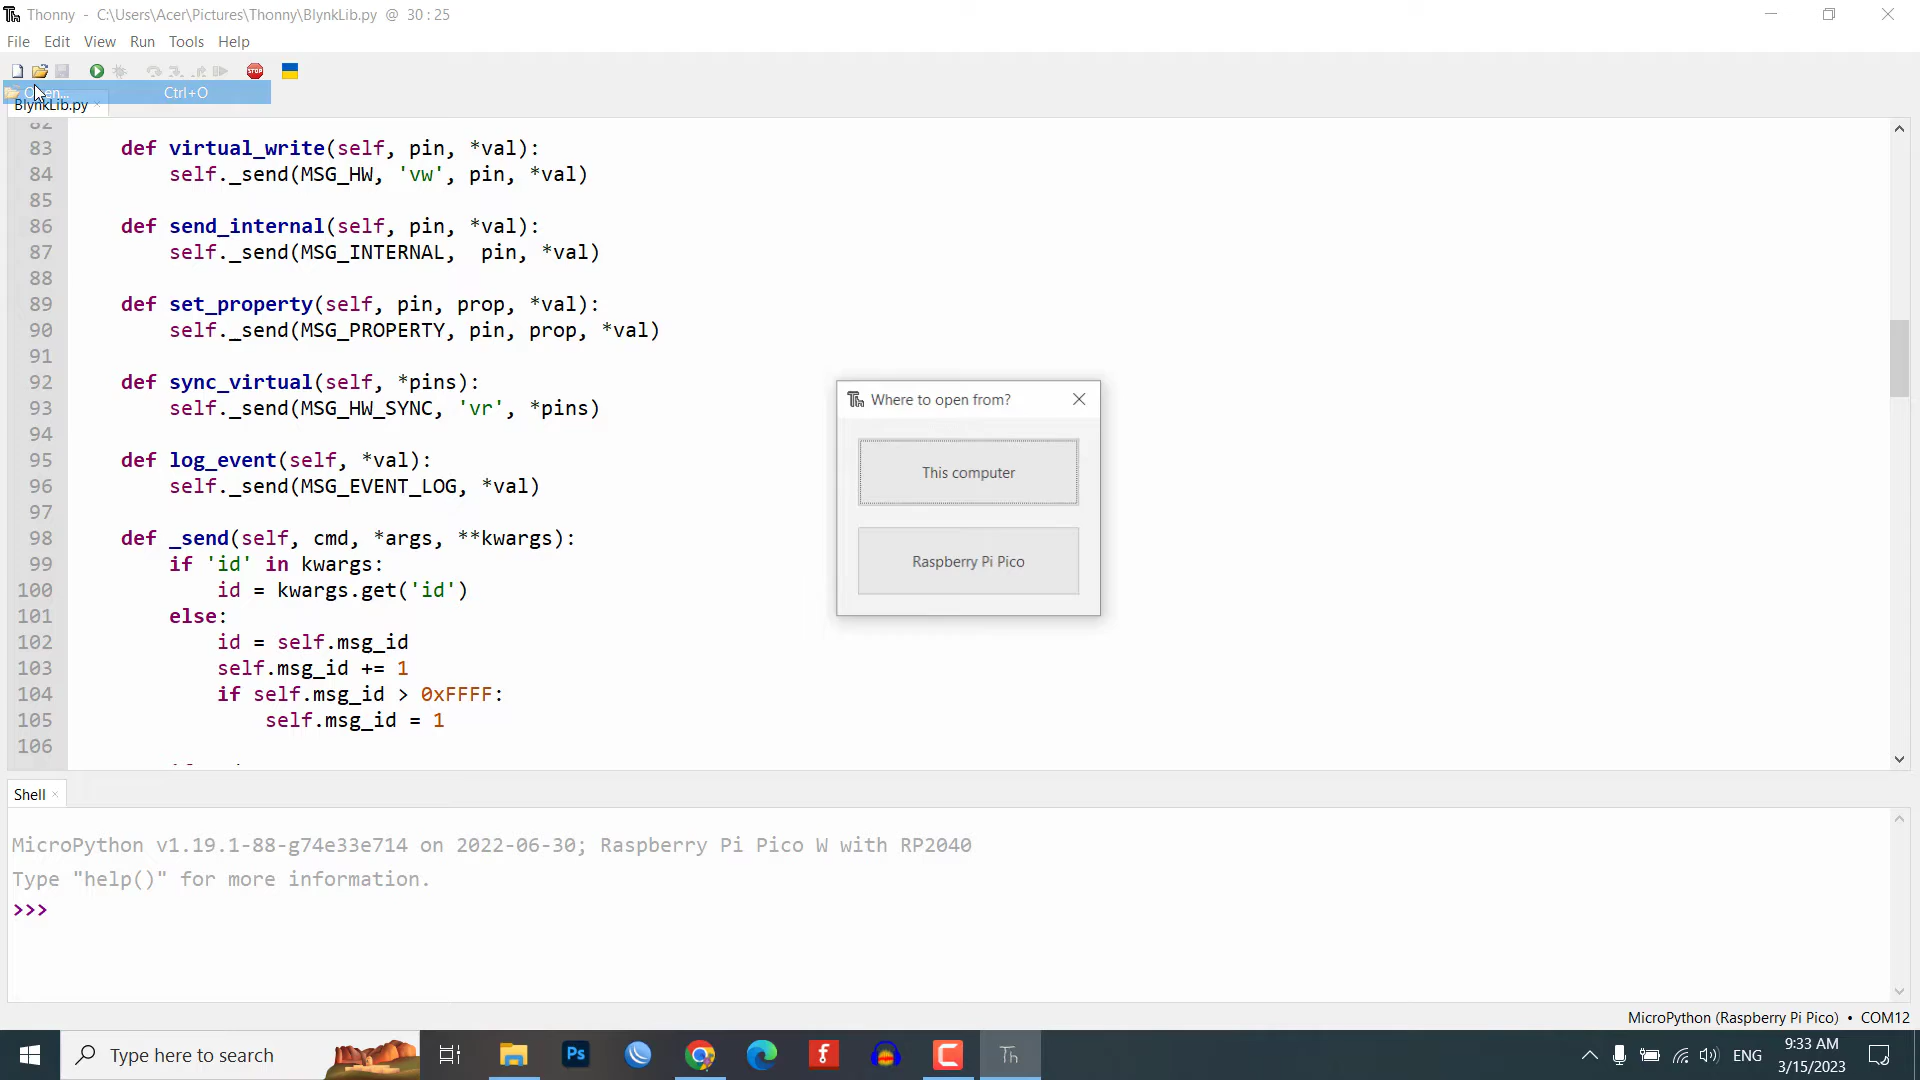 Thonny - C:\Users\Acer\Pictures\Thonny\BlynkLib.py @ 30 : 25
File Edit View Run Tools Help
STOP
Ctrl+O
BlynkLib.py ×
82
83 def virtual_write(self, pin, *val):
84 self._send(MSG_HW, 'vw', pin, *val)
85
86 def send_internal(self, pin, *val):
87 self._send(MSG_INTERNAL, pin, *val)
88
89 def set_property(self, pin, prop, *val):
90 self._send(MSG_PROPERTY, pin, prop, *val)
91
92 def sync_virtual(self, *pins):
93 self._send(MSG_HW_SYNC, 'vr', *pins)
94
95 def log_event(self, *val):
96 self._send(MSG_EVENT_LOG, *val)
97
98 def _send(self, cmd, *args, **kwargs):
99 if 'id' in kwargs:
100 id = kwargs.get('id')
101 else:
102 id = self.msg_id
103 self.msg_id += 1
104 if self.msg_id > 0xFFFF:
105 self.msg_id = 1
106
Th Where to open from?
This computer
Raspberry Pi Pico
Shell ×
MicroPython v1.19.1-88-g74e33e714 on 2022-06-30; Raspberry Pi Pico W with RP2040
Type "help()" for more information.
>>>
MicroPython (Raspberry Pi Pico) • COM12
Type here to search
Ps
Th
ENG
9:33 AM
3/15/2023